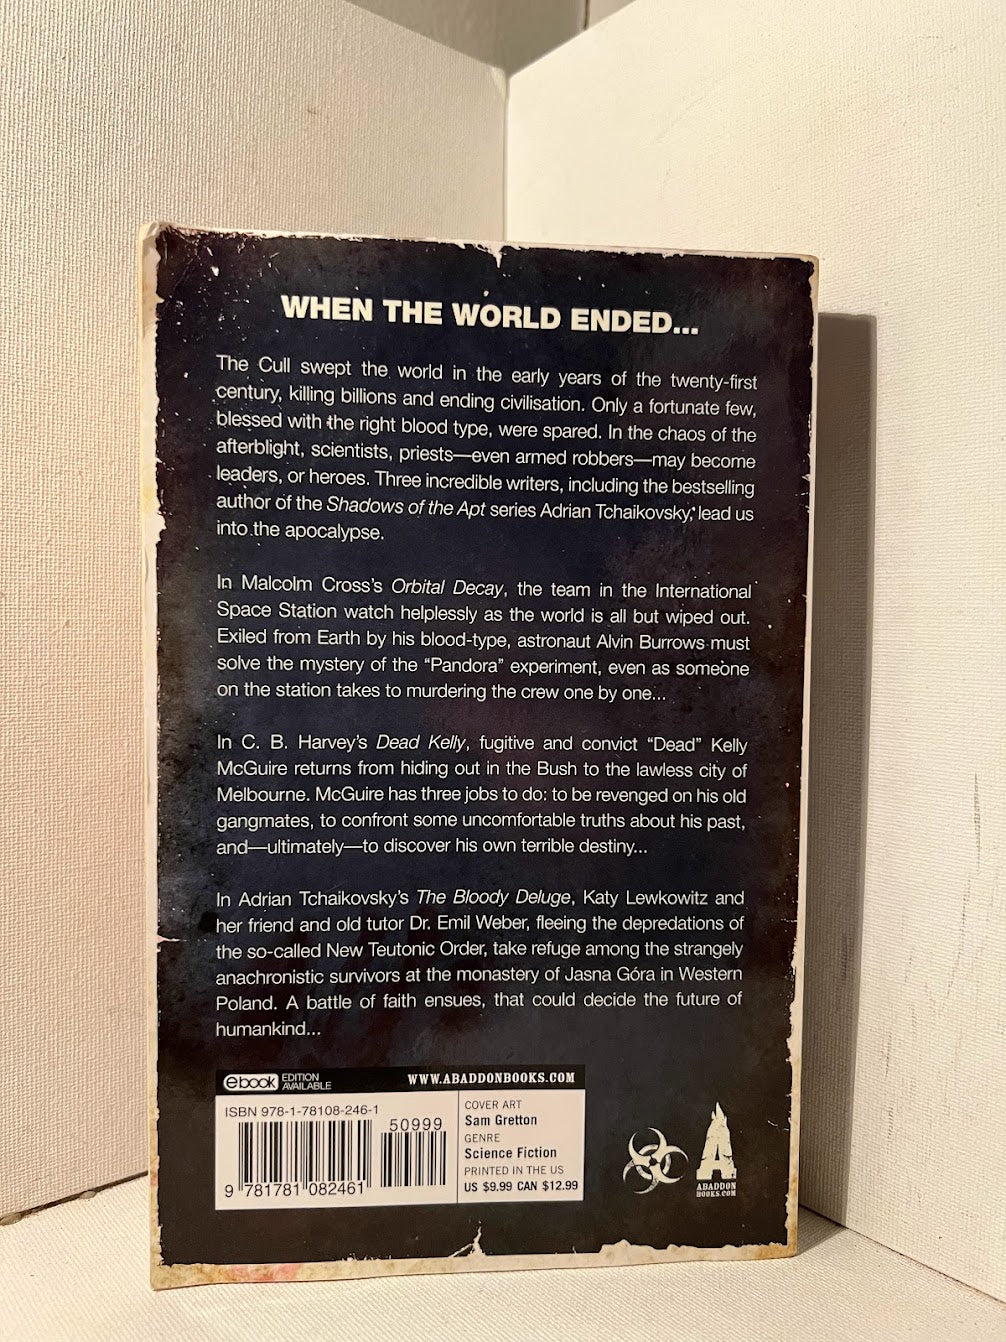 WHEN THE WORLD ENDED...
The Cull swept the world in the early years of the twenty-first
century, killing billions and ending civilisation. Only a fortunate few,
blessed with the right blood type, were spared. In the chaos of the
afterblight, scientists, priests—even armed robbers—may become
leaders, or heroes. Three incredible writers, including the bestselling
author of the Shadows of the Apt series Adrian Tchaikovsky, lead us
into the apocalypse.
In Malcolm Cross's Orbital Decay, the team in the International
Space Station watch helplessly as the world is all but wiped out.
Exiled from Earth by his blood-type, astronaut Alvin Burrows must
solve the mystery of the “Pandora” experiment, even as someone
on the station takes to murdering the crew one by one...
In C. B. Harvey's Dead Kelly, fugitive and convict “Dead” Kelly
McGuire returns from hiding out in the Bush to the lawless city of
Melbourne. McGuire has three jobs to do: to be revenged on his old
gangmates, to confront some uncomfortable truths about his past,
and—ultimately—to discover his own terrible destiny...
In Adrian Tchaikovsky's The Bloody Deluge, Katy Lewkowitz and
her friend and old tutor Dr. Emil Weber, fleeing the depredations of
the so-called New Teutonic Order, take refuge among the strangely
anachronistic survivors at the monastery of Jasna Góra in Western
Poland. A battle of faith ensues, that could decide the future of
humankind...
ebook EDITION AVAILABLE
WWW.ABADDONBOOKS.COM
ISBN 978-1-78108-246-1
50999
9 781781 082461
COVER ART
Sam Gretton
GENRE
Science Fiction
PRINTED IN THE US
US $9.99 CAN $12.99
A
ABADDON
BOOKS.COM